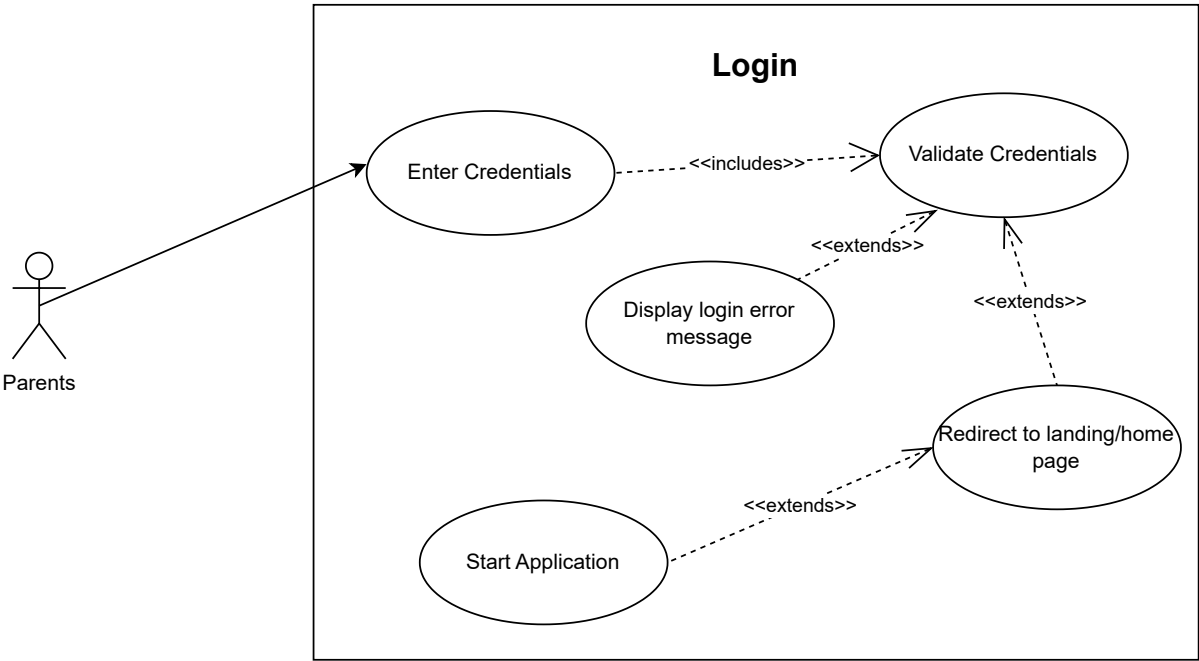 Login
Enter Credentials
<<includes>>
Validate Credentials
<<extends>>
Display login error
message
<<extends>>
Parents
Redirect to landing/home
page
<<extends>>
Start Application